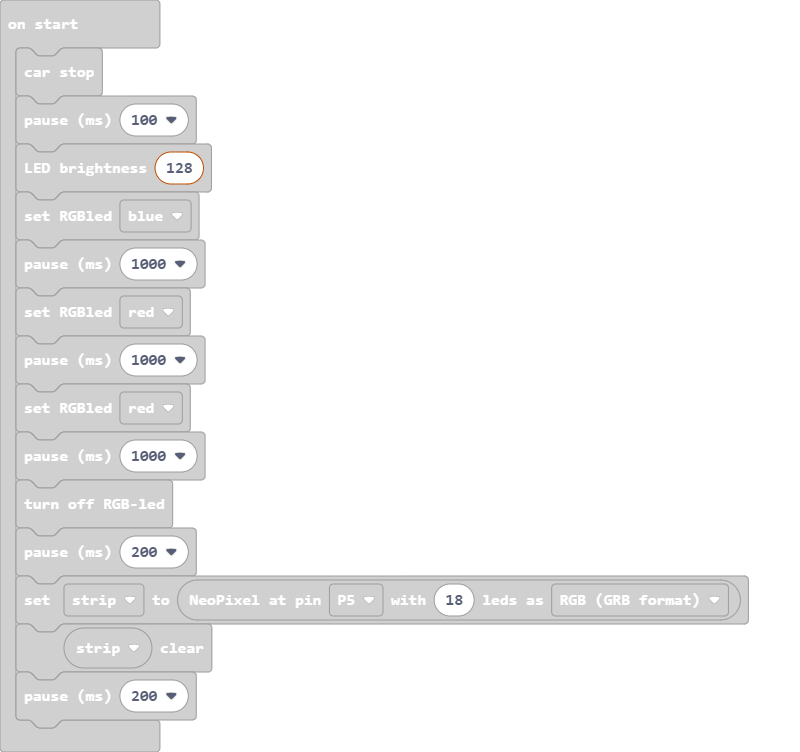 on start
car stop
pause (ms) 100
LED brightness 128
set RGBled blue
pause (ms) 1000
set RGBled red
pause (ms) 1000
set RGBled red
pause (ms) 1000
turn off RGB-led
pause (ms) 200
set strip to NeoPixel at pin P5 with 18 leds as RGB (GRB format)
strip clear
pause (ms) 200